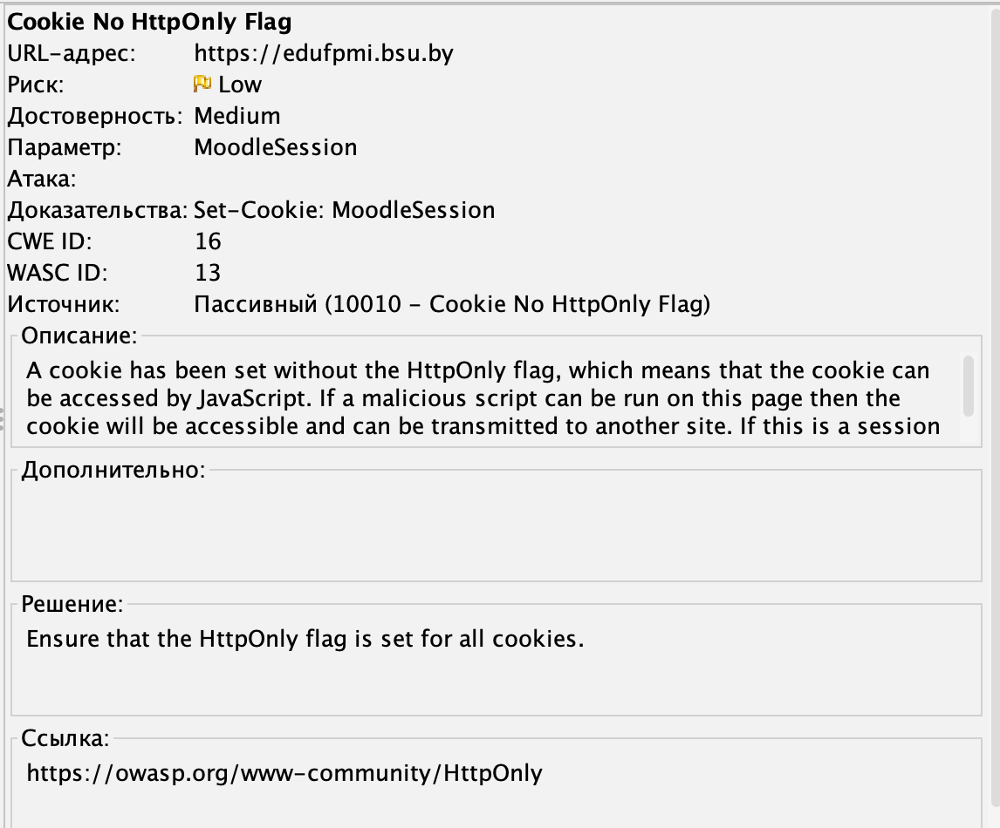 Cookie No HttpOnly Flag
URL-адрес: https://edufpmi.bsu.by
Риск: Low
Достоверность: Medium
Параметр: MoodleSession
Атака:
Доказательства: Set-Cookie: MoodleSession
CWE ID: 16
WASC ID: 13
Источник: Пассивный (10010 - Cookie No HttpOnly Flag)
Описание:
A cookie has been set without the HttpOnly flag, which means that the cookie can
be accessed by JavaScript. If a malicious script can be run on this page then the
cookie will be accessible and can be transmitted to another site. If this is a session
Дополнительно:
Решение:
Ensure that the HttpOnly flag is set for all cookies.
Ссылка:
https://owasp.org/www-community/HttpOnly